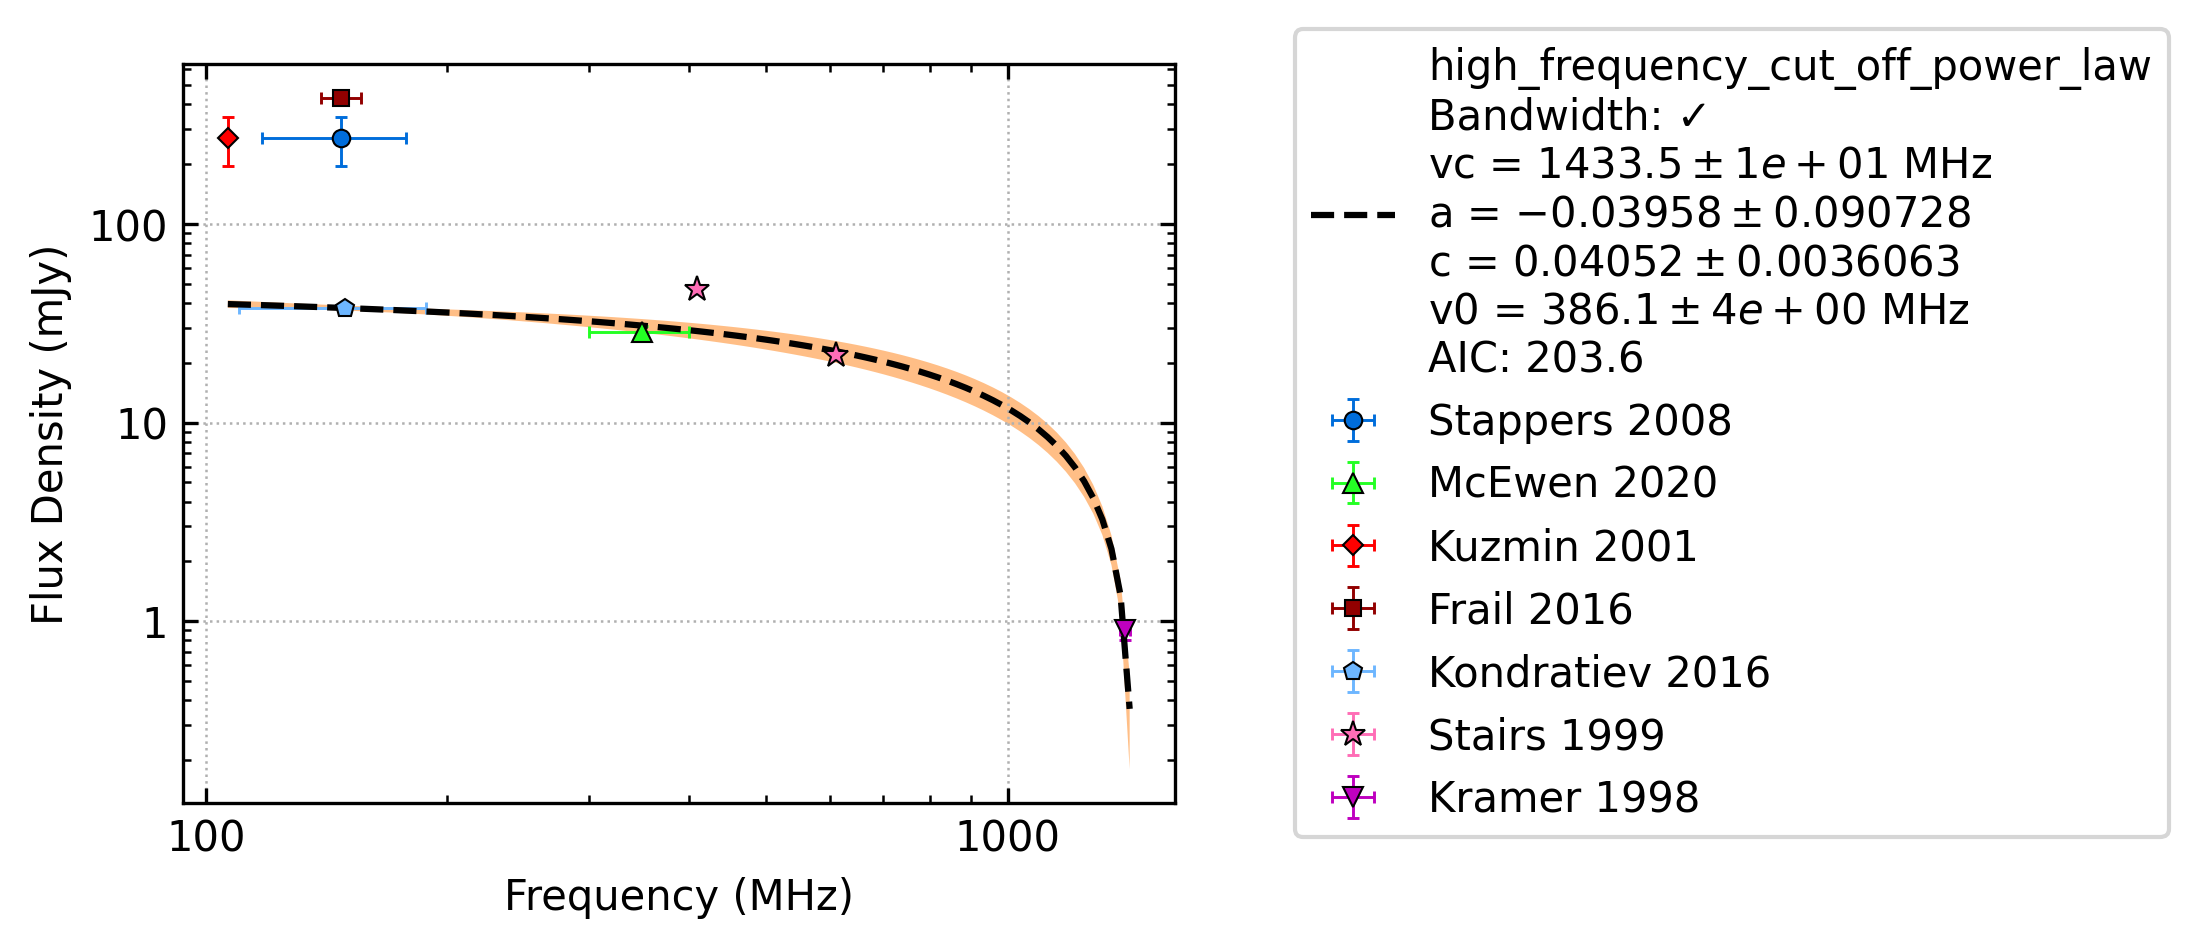 high_frequency_cut_off_power_law
Bandwidth: ✓
vc = 1433.5 ± 1e + 01 MHz
a = −0.03958 ± 0.090728
c = 0.04052 ± 0.0036063
v0 = 386.1 ± 4e + 00 MHz
AIC: 203.6
Stappers 2008
McEwen 2020
Kuzmin 2001
Frail 2016
Kondratiev 2016
Stairs 1999
Kramer 1998
Flux Density (mJy)
100
10
1
100
1000
Frequency (MHz)